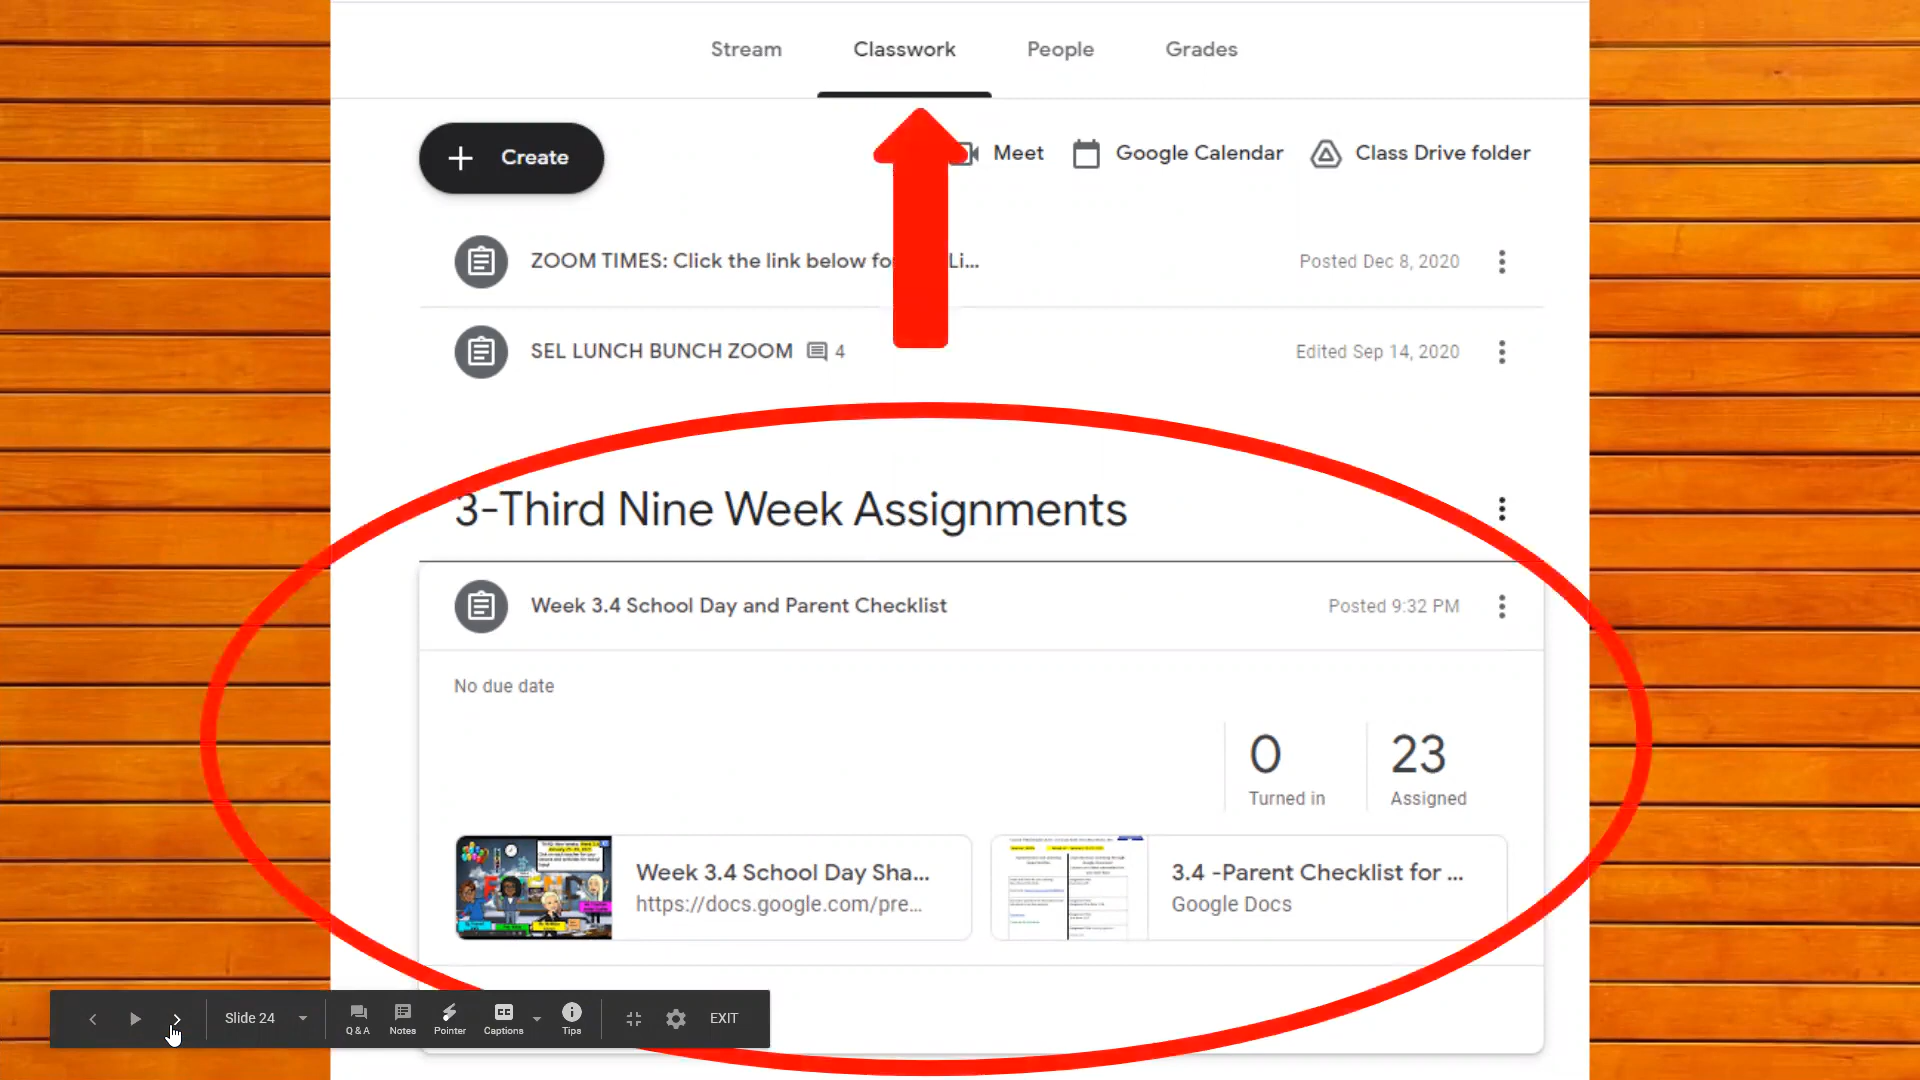 Stream Classwork People Grades
Create
Meet Google Calendar Class Drive folder
ZOOM TIMES: Click the link below fo Li...
Posted Dec 8, 2020
SEL LUNCH BUNCH ZOOM 4
Edited Sep 14, 2020
3-Third Nine Week Assignments
Week 3.4 School Day and Parent Checklist
Posted 9:32 PM
No due date
0 23
Turned in Assigned
Week 3.4 School Day Sha...
https://docs.google.com/pre...
3.4 -Parent Checklist for ...
Google Docs
Slide 24
Q & A Notes Pointer Captions Tips
EXIT